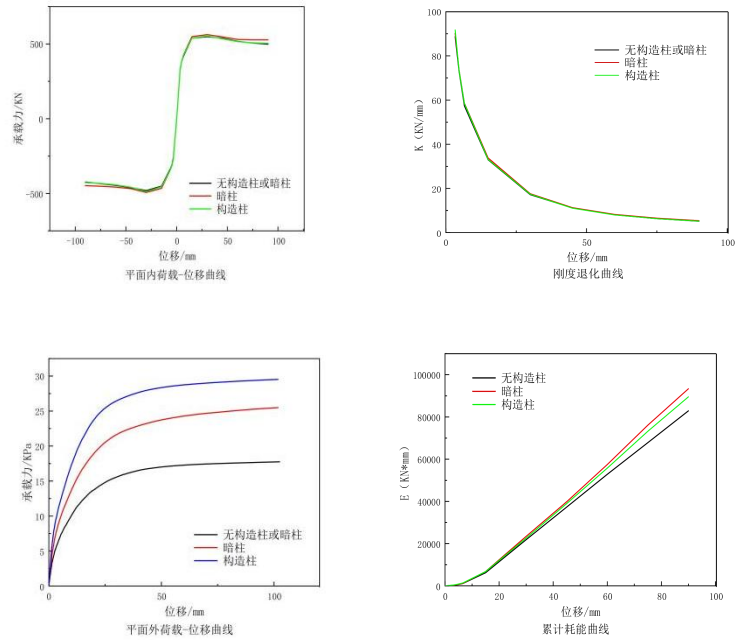 承载力/KN
500
0
-500
无构造柱或暗柱
暗柱
构造柱
-100 -50 0 50 100
位移/mm
平面内荷载-位移曲线
K（KN/mm）
100
80
60
40
20
0
无构造柱或暗柱
暗柱
构造柱
0 50 100
位移/mm
刚度退化曲线
承载力/KPa
30
25
20
15
10
5
0
无构造柱或暗柱
暗柱
构造柱
0 50 100
位移/mm
平面外荷载-位移曲线
E（KN*mm）
100000
80000
60000
40000
20000
0
无构造柱
暗柱
构造柱
0 20 40 60 80 100
位移/mm
累计耗能曲线